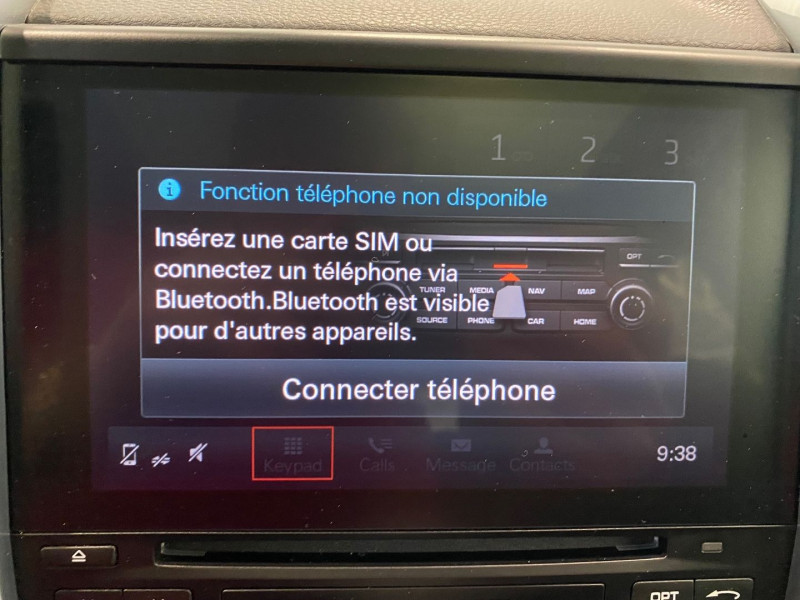 1 2 3
Fonction téléphone non disponible
Insérez une carte SIM ou
connectez un téléphone via
Bluetooth.Bluetooth est visible
pour d'autres appareils.
OPT
TUNER MEDIA NAV MAP
SOURCE PHONE CAR HOME
Connecter téléphone
Keypad Calls Message Contacts 9:38
OPT